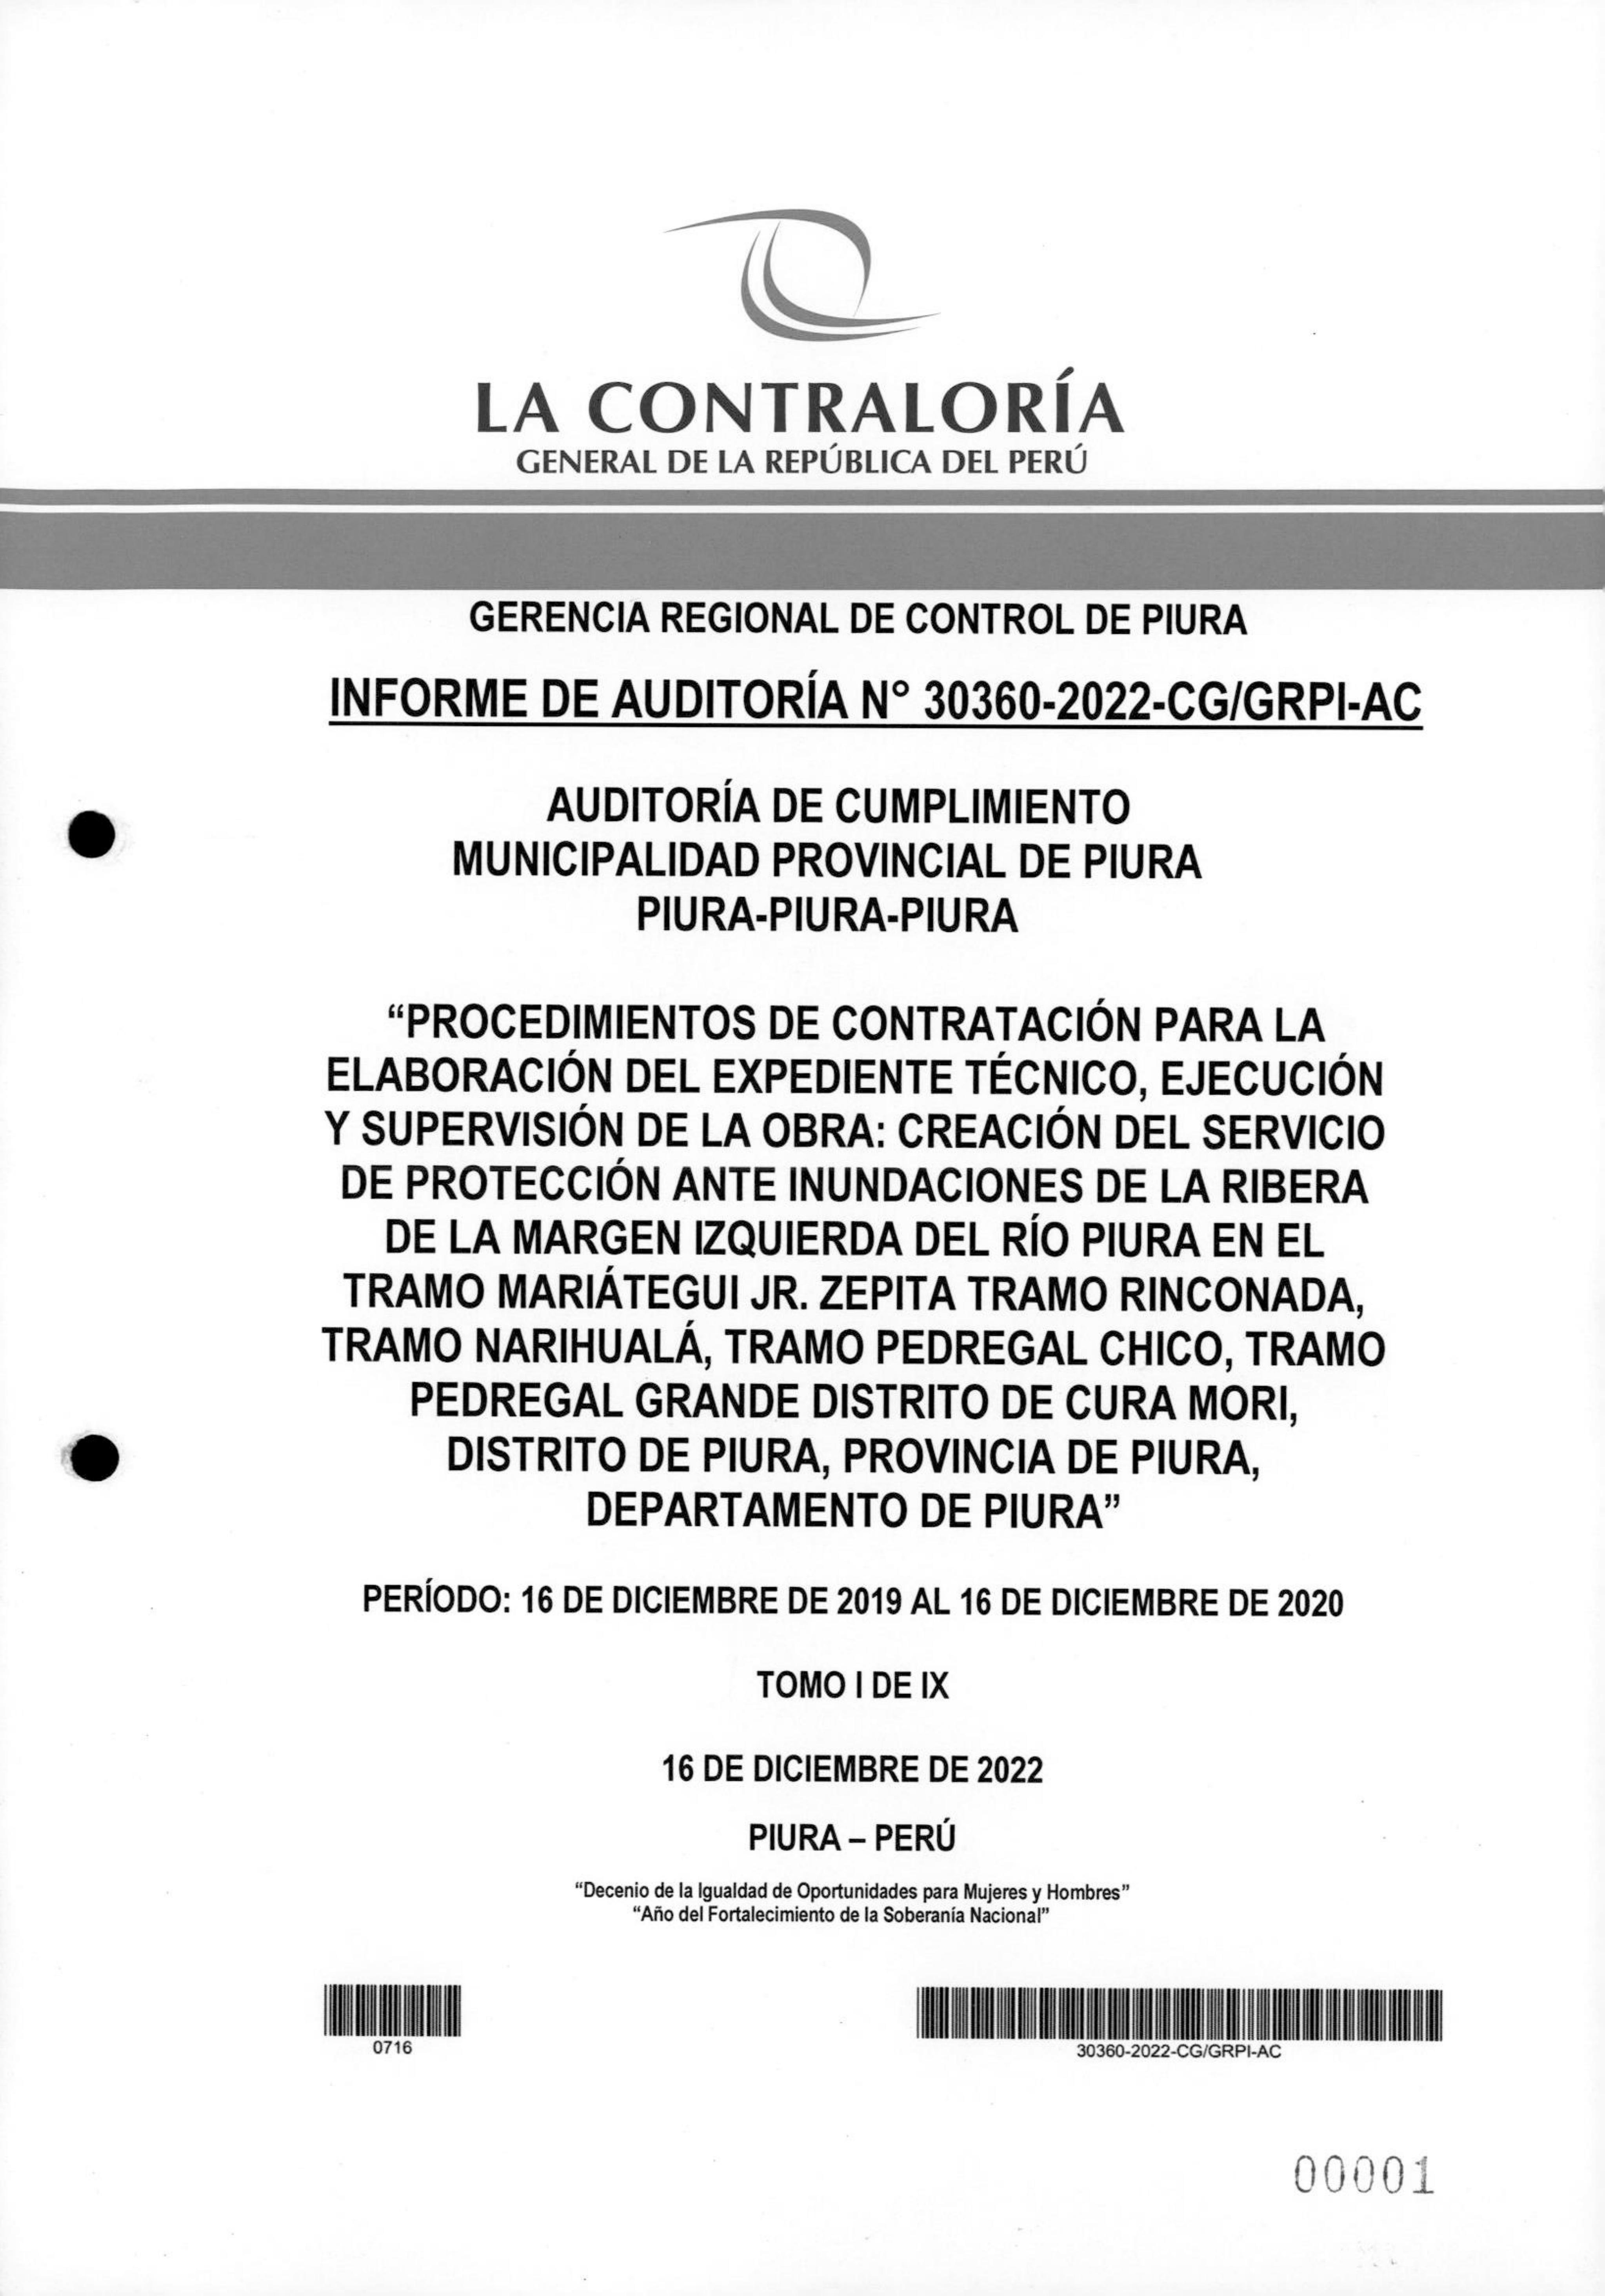 LA CONTRALORÍA
GENERAL DE LA REPÚBLICA DEL PERÚ
GERENCIA REGIONAL DE CONTROL DE PIURA
INFORME DE AUDITORÍA N° 30360-2022-CG/GRPI-AC
AUDITORÍA DE CUMPLIMIENTO
MUNICIPALIDAD PROVINCIAL DE PIURA
PIURA-PIURA-PIURA
“PROCEDIMIENTOS DE CONTRATACIÓN PARA LA
ELABORACIÓN DEL EXPEDIENTE TÉCNICO, EJECUCIÓN
Y SUPERVISIÓN DE LA OBRA: CREACIÓN DEL SERVICIO
DE PROTECCIÓN ANTE INUNDACIONES DE LA RIBERA
DE LA MARGEN IZQUIERDA DEL RÍO PIURA EN EL
TRAMO MARIÁTEGUI JR. ZEPITA TRAMO RINCONADA,
TRAMO NARIHUALÁ, TRAMO PEDREGAL CHICO, TRAMO
PEDREGAL GRANDE DISTRITO DE CURA MORI,
DISTRITO DE PIURA, PROVINCIA DE PIURA,
DEPARTAMENTO DE PIURA”
PERÍODO: 16 DE DICIEMBRE DE 2019 AL 16 DE DICIEMBRE DE 2020
TOMO I DE IX
16 DE DICIEMBRE DE 2022
PIURA – PERÚ
“Decenio de la Igualdad de Oportunidades para Mujeres y Hombres”
“Año del Fortalecimiento de la Soberanía Nacional”
0716
30360-2022-CG/GRPI-AC
00001